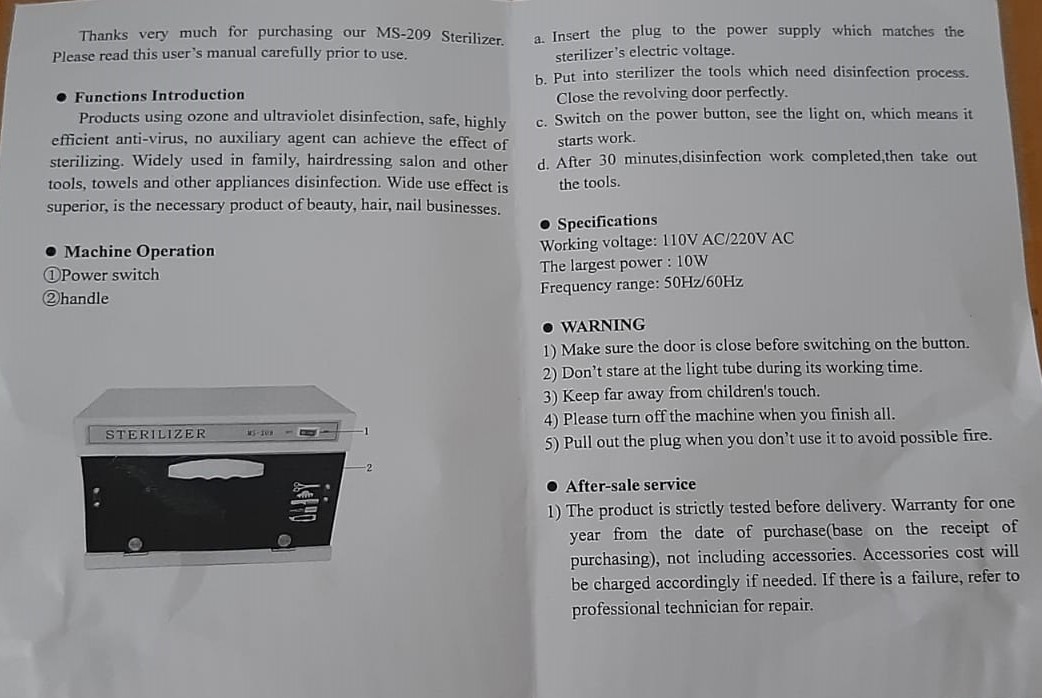 Thanks very much for purchasing our MS-209 Sterilizer.
Please read this user's manual carefully prior to use.
● Functions Introduction
Products using ozone and ultraviolet disinfection, safe, highly
efficient anti-virus, no auxiliary agent can achieve the effect of
sterilizing. Widely used in family, hairdressing salon and other
tools, towels and other appliances disinfection. Wide use effect is
superior, is the necessary product of beauty, hair, nail businesses.
● Machine Operation
①Power switch
②handle
STERILIZER
1
2
a. Insert the plug to the power supply which matches the
sterilizer's electric voltage.
b. Put into sterilizer the tools which need disinfection process.
Close the revolving door perfectly.
c. Switch on the power button, see the light on, which means it
starts work.
d. After 30 minutes,disinfection work completed,then take out
the tools.
● Specifications
Working voltage: 110V AC/220V AC
The largest power : 10W
Frequency range: 50Hz/60Hz
● WARNING
1) Make sure the door is close before switching on the button.
2) Don't stare at the light tube during its working time.
3) Keep far away from children's touch.
4) Please turn off the machine when you finish all.
5) Pull out the plug when you don't use it to avoid possible fire.
● After-sale service
1) The product is strictly tested before delivery. Warranty for one
year from the date of purchase(base on the receipt of
purchasing), not including accessories. Accessories cost will
be charged accordingly if needed. If there is a failure, refer to
professional technician for repair.